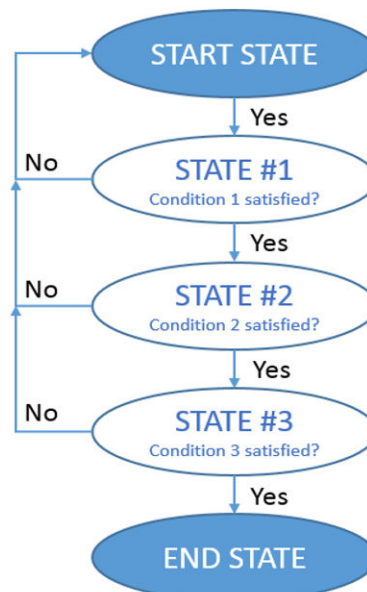 START STATE
Yes
No
STATE #1
Condition 1 satisfied?
Yes
No
STATE #2
Condition 2 satisfied?
Yes
No
STATE #3
Condition 3 satisfied?
Yes
END STATE